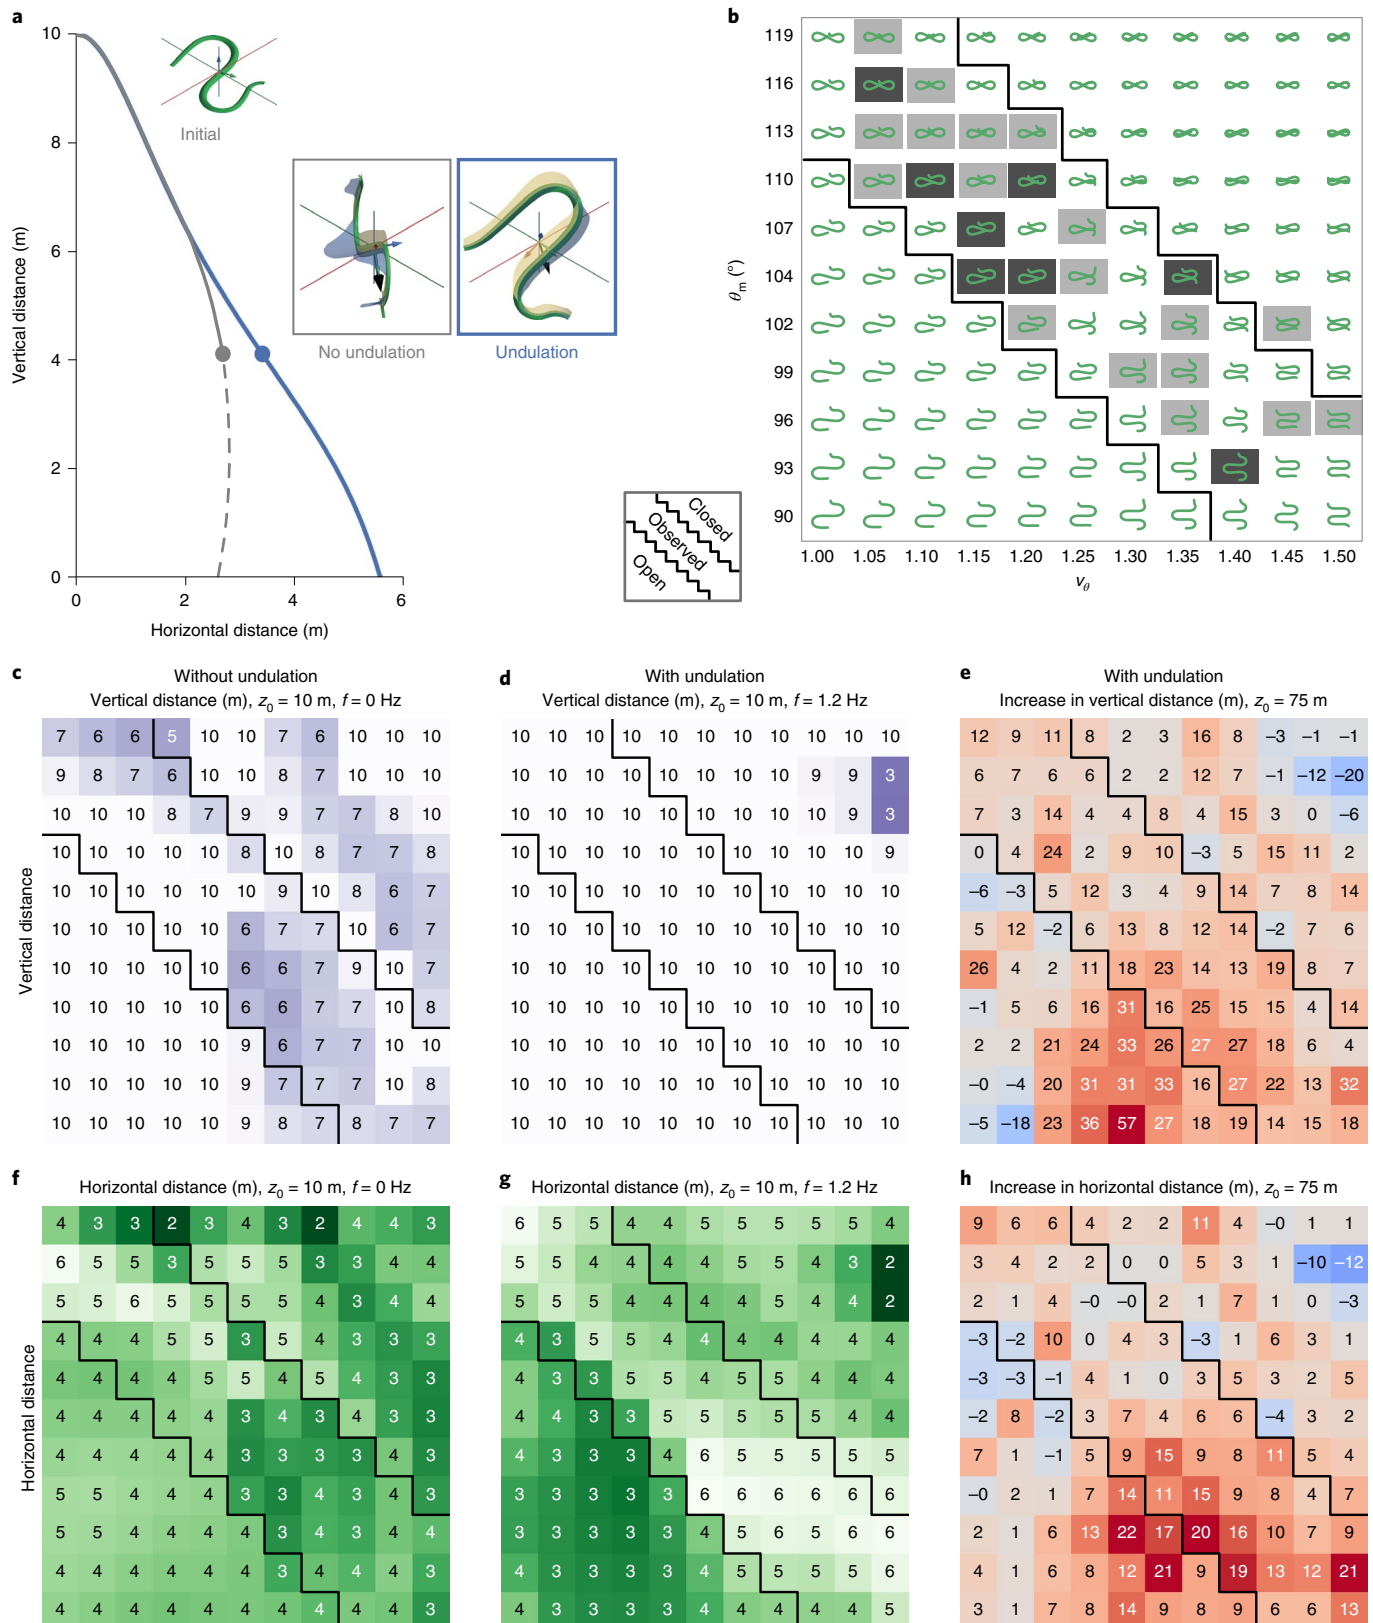 a
10
8
6
4
2
0
0 2 4 6
Vertical distance (m)
Horizontal distance (m)
Initial
No undulation
Undulation
b
119
116
113
110
107
104
102
99
96
93
90
θm (°)
1.00 1.05 1.10 1.15 1.20 1.25 1.30 1.35 1.40 1.45 1.50
νθ
Closed
Observed
Open
c
Without undulation
Vertical distance (m), z0 = 10 m, f = 0 Hz
Vertical distance
7 6 6 5 10 10 7 6 10 10 10
9 8 7 6 10 10 8 7 10 10 10
10 10 10 8 7 9 9 7 7 8 10
10 10 10 10 10 8 10 8 7 7 8
10 10 10 10 10 10 9 10 8 6 7
10 10 10 10 10 6 7 7 10 6 7
10 10 10 10 10 6 6 7 9 10 7
10 10 10 10 10 6 6 7 7 10 8
10 10 10 10 10 9 6 7 7 10 10
10 10 10 10 10 9 7 7 7 10 8
10 10 10 10 10 9 8 7 8 7 7
d
With undulation
Vertical distance (m), z0 = 10 m, f = 1.2 Hz
10 10 10 10 10 10 10 10 10 10 10
10 10 10 10 10 10 10 10 9 9 3
10 10 10 10 10 10 10 10 10 9 3
10 10 10 10 10 10 10 10 10 10 9
10 10 10 10 10 10 10 10 10 10 10
10 10 10 10 10 10 10 10 10 10 10
10 10 10 10 10 10 10 10 10 10 10
10 10 10 10 10 10 10 10 10 10 10
10 10 10 10 10 10 10 10 10 10 10
10 10 10 10 10 10 10 10 10 10 10
10 10 10 10 10 10 10 10 10 10 10
e
With undulation
Increase in vertical distance (m), z0 = 75 m
12 9 11 8 2 3 16 8 −3 −1 −1
6 7 6 6 2 2 12 7 −1 −12 −20
7 3 14 4 4 8 4 15 3 0 −6
0 4 24 2 9 10 −3 5 15 11 2
−6 −3 5 12 3 4 9 14 7 8 14
5 12 −2 6 13 8 12 14 −2 7 6
26 4 2 11 18 23 14 13 19 8 7
−1 5 6 16 31 16 25 15 15 4 14
2 2 21 24 33 26 27 27 18 6 4
−0 −4 20 31 31 33 16 27 22 13 32
−5 −18 23 36 57 27 18 19 14 15 18
f
Horizontal distance (m), z0 = 10 m, f = 0 Hz
Horizontal distance
4 3 3 2 3 4 3 2 4 4 3
6 5 5 3 5 5 5 3 3 4 4
5 5 6 5 5 5 5 4 3 4 4
4 4 4 5 5 3 5 4 3 3 3
4 4 4 4 5 5 4 5 4 3 3
4 4 4 4 4 3 4 3 4 3 3
4 4 4 4 4 3 3 3 3 4 3
5 5 4 4 4 3 3 4 3 4 3
5 5 4 4 4 4 3 4 3 4 4
4 4 4 4 4 4 3 4 4 4 3
4 4 4 4 4 4 4 4 4 4 3
g
Horizontal distance (m), z0 = 10 m, f = 1.2 Hz
6 5 5 4 4 5 5 5 5 5 4
5 5 4 4 4 4 5 5 4 3 2
5 5 5 4 4 4 4 5 4 4 2
4 3 5 5 4 4 4 4 4 4 4
4 3 3 5 5 4 5 5 4 4 4
4 4 3 3 5 5 5 5 5 4 4
4 3 3 3 4 6 5 5 5 5 5
3 3 3 3 3 6 6 6 6 6 6
3 3 3 3 3 4 5 6 5 6 6
4 3 3 3 3 4 5 5 5 5 6
4 3 3 3 3 4 4 4 5 5 5
h
Increase in horizontal distance (m), z0 = 75 m
9 6 6 4 2 2 11 4 −0 1 1
3 4 2 2 0 0 5 3 1 −10 −12
2 1 4 −0 −0 2 1 7 1 0 −3
−3 −2 10 0 4 3 −3 1 6 3 1
−3 −3 −1 4 1 0 3 5 3 2 5
−2 8 −2 3 7 4 6 6 −4 3 2
7 1 −1 5 9 15 9 8 11 5 4
−0 2 1 7 14 11 15 9 8 4 7
2 1 6 13 22 17 20 16 10 7 9
4 1 6 8 12 21 9 19 13 12 21
3 1 7 8 14 9 8 9 6 6 13